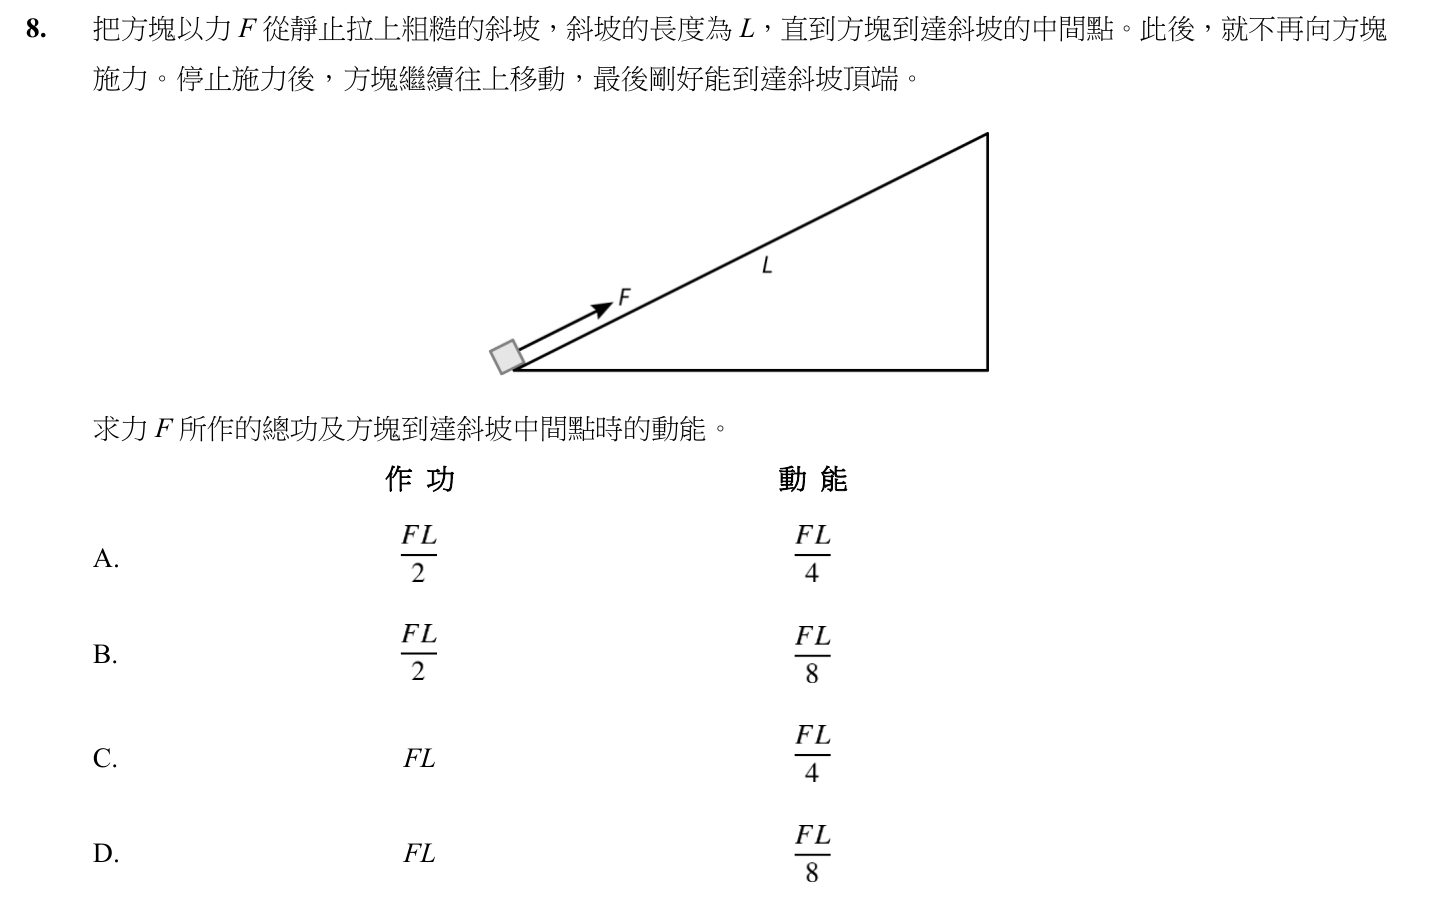 8. 把方塊以力 F 從靜止拉上粗糙的斜坡，斜坡的長度為 L，直到方塊到達斜坡的中間點。此後，就不再向方塊
施力。停止施力後，方塊繼續往上移動，最後剛好能到達斜坡頂端。
F
L
求力 F 所作的總功及方塊到達斜坡中間點時的動能。
作 功 動 能
A. FL/2 FL/4
B. FL/2 FL/8
C. FL FL/4
D. FL FL/8